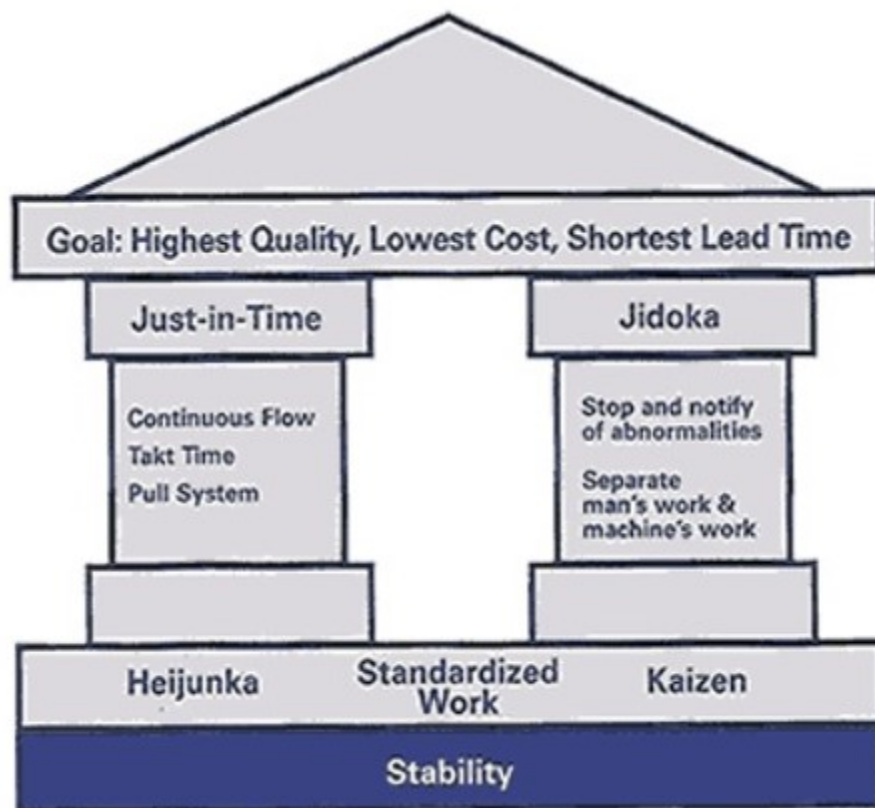 Goal: Highest Quality, Lowest Cost, Shortest Lead Time
Just-in-Time
Continuous Flow
Takt Time
Pull System
Jidoka
Stop and notify
of abnormalities
Separate
man's work &
machine's work
Heijunka
Standardized
Work
Kaizen
Stability